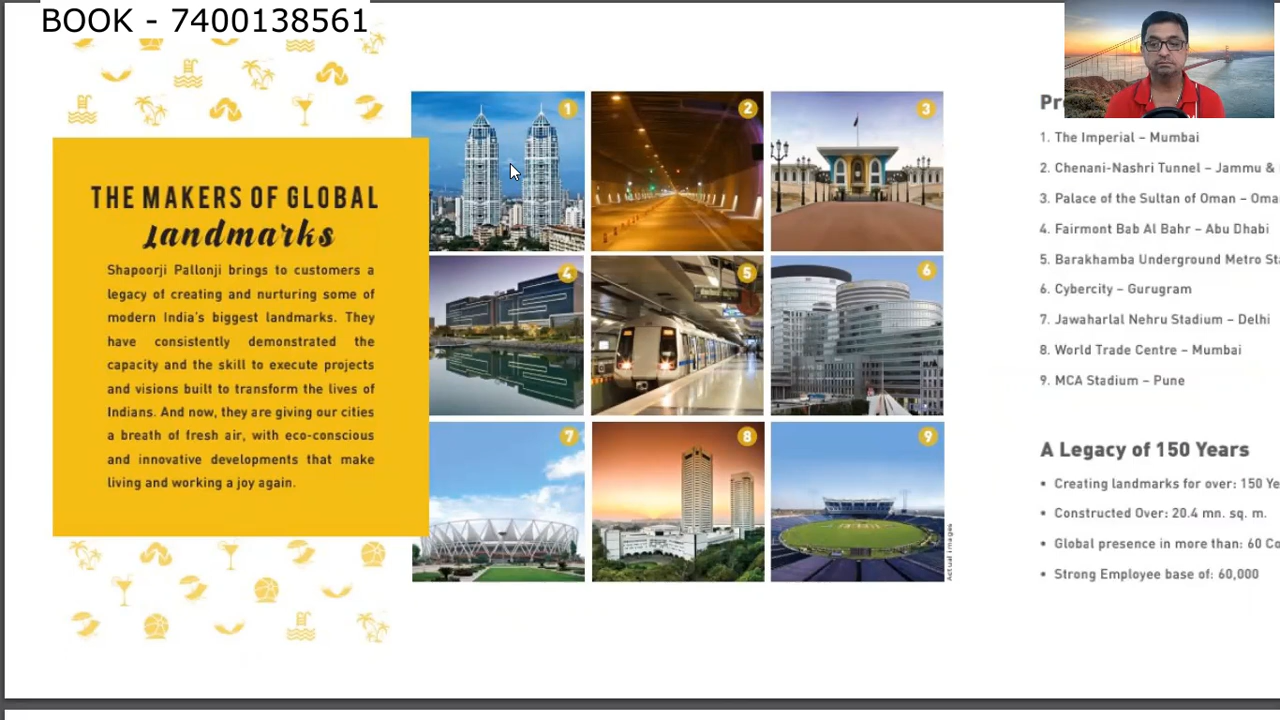 BOOK - 7400138561
THE MAKERS OF GLOBAL
Landmarks
Shapoorji Pallonji brings to customers a
legacy of creating and nurturing some of
modern India's biggest landmarks. They
have consistently demonstrated the
capacity and the skill to execute projects
and visions built to transform the lives of
Indians. And now, they are giving our cities
a breath of fresh air, with eco-conscious
and innovative developments that make
living and working a joy again.
1
2
3
4
5
6
7
8
9
Actual images
1. The Imperial – Mumbai
2. Chenani-Nashri Tunnel – Jammu &
3. Palace of the Sultan of Oman –
4. Fairmont Bab Al Bahr – Abu Dhabi
5. Barakhamba Underground Metro
6. Cybercity – Gurugram
7. Jawaharlal Nehru Stadium – Delhi
8. World Trade Centre – Mumbai
9. MCA Stadium – Pune
A Legacy of 150 Years
• Creating landmarks for over: 150
• Constructed Over: 20.4 mn. sq. m.
• Global presence in more than: 60
• Strong Employee base of: 60,000